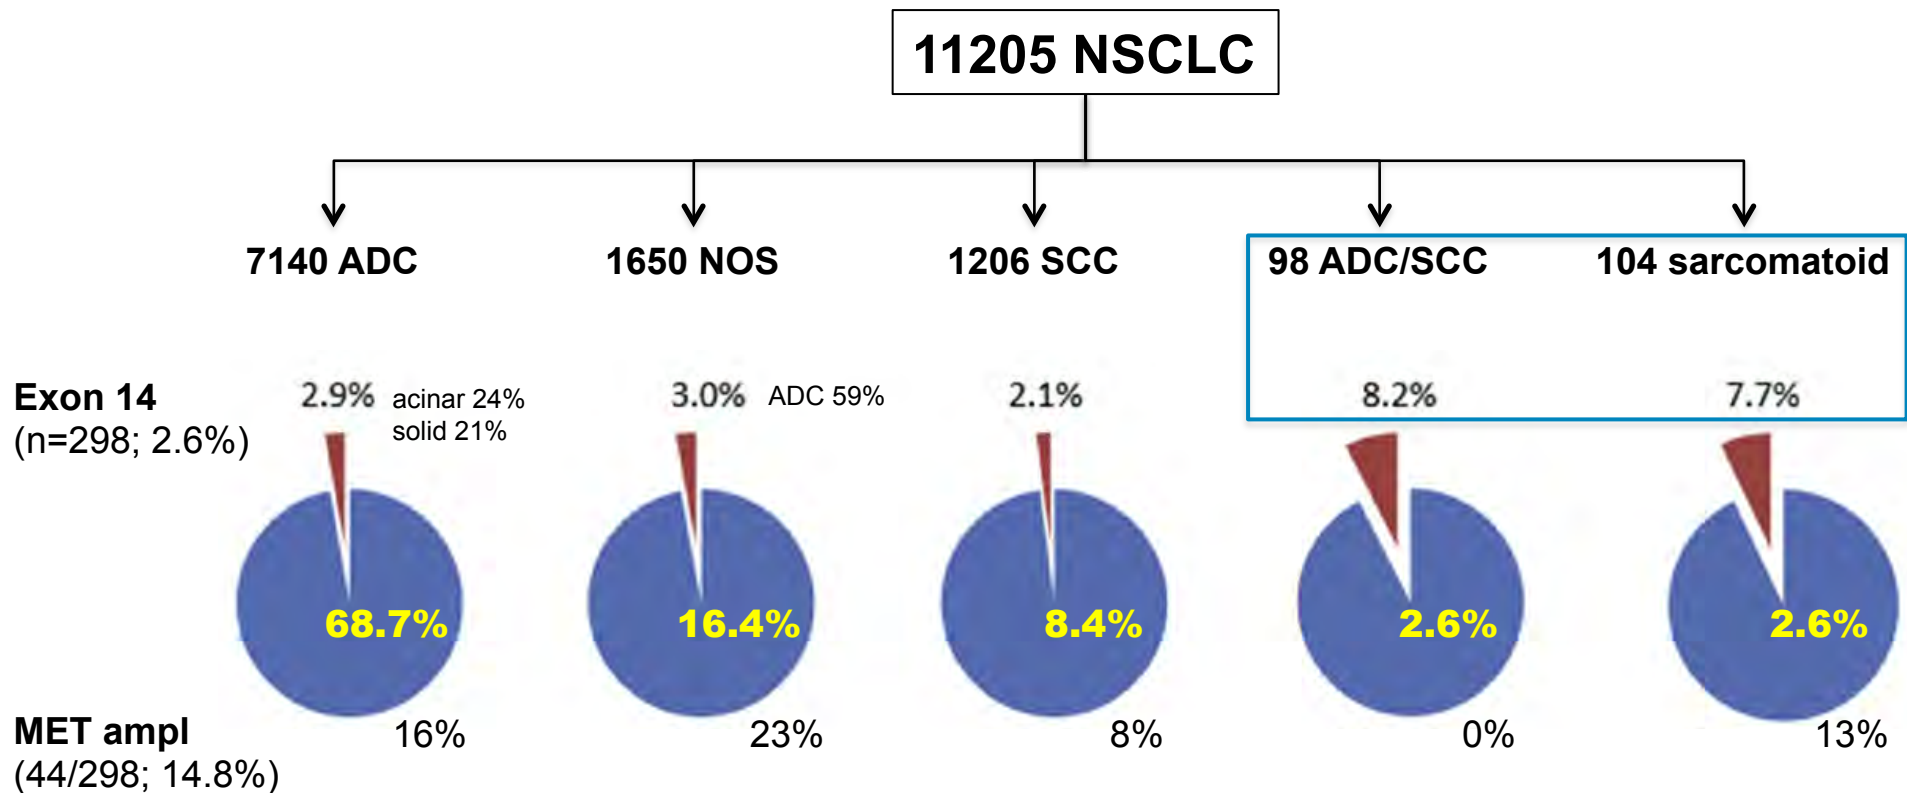 11205 NSCLC
7140 ADC
1650 NOS
1206 SCC
98 ADC/SCC
104 sarcomatoid
Exon 14
(n=298; 2.6%)
2.9%
acinar 24%
solid 21%
3.0%
ADC 59%
2.1%
8.2%
7.7%
68.7%
16.4%
8.4%
2.6%
2.6%
MET ampl
(44/298; 14.8%)
16%
23%
8%
0%
13%